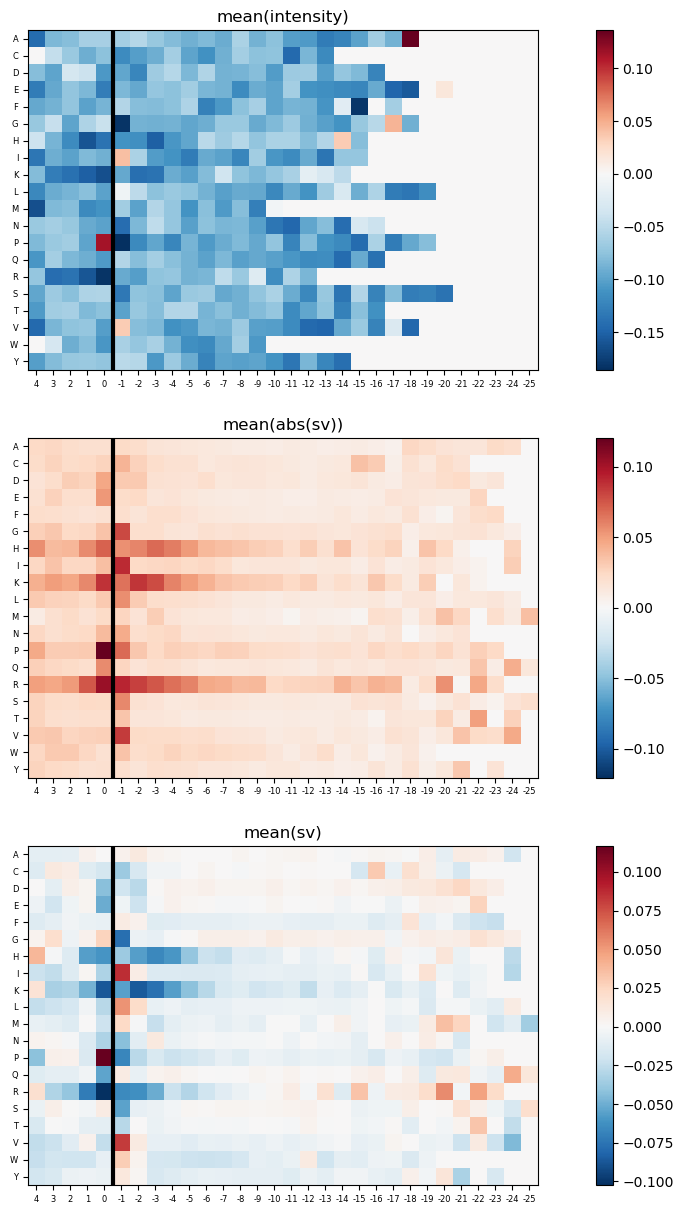 mean(intensity)
A
C
D
E
F
G
H
I
K
L
M
N
P
Q
R
S
T
V
W
Y
4 3 2 1 0 -1 -2 -3 -4 -5 -6 -7 -8 -9 -10 -11 -12 -13 -14 -15 -16 -17 -18 -19 -20 -21 -22 -23 -24 -25
0.10
0.05
0.00
−0.05
−0.10
−0.15
mean(abs(sv))
A
C
D
E
F
G
H
I
K
L
M
N
P
Q
R
S
T
V
W
Y
4 3 2 1 0 -1 -2 -3 -4 -5 -6 -7 -8 -9 -10 -11 -12 -13 -14 -15 -16 -17 -18 -19 -20 -21 -22 -23 -24 -25
0.10
0.05
0.00
−0.05
−0.10
mean(sv)
A
C
D
E
F
G
H
I
K
L
M
N
P
Q
R
S
T
V
W
Y
4 3 2 1 0 -1 -2 -3 -4 -5 -6 -7 -8 -9 -10 -11 -12 -13 -14 -15 -16 -17 -18 -19 -20 -21 -22 -23 -24 -25
0.100
0.075
0.050
0.025
0.000
−0.025
−0.050
−0.075
−0.100